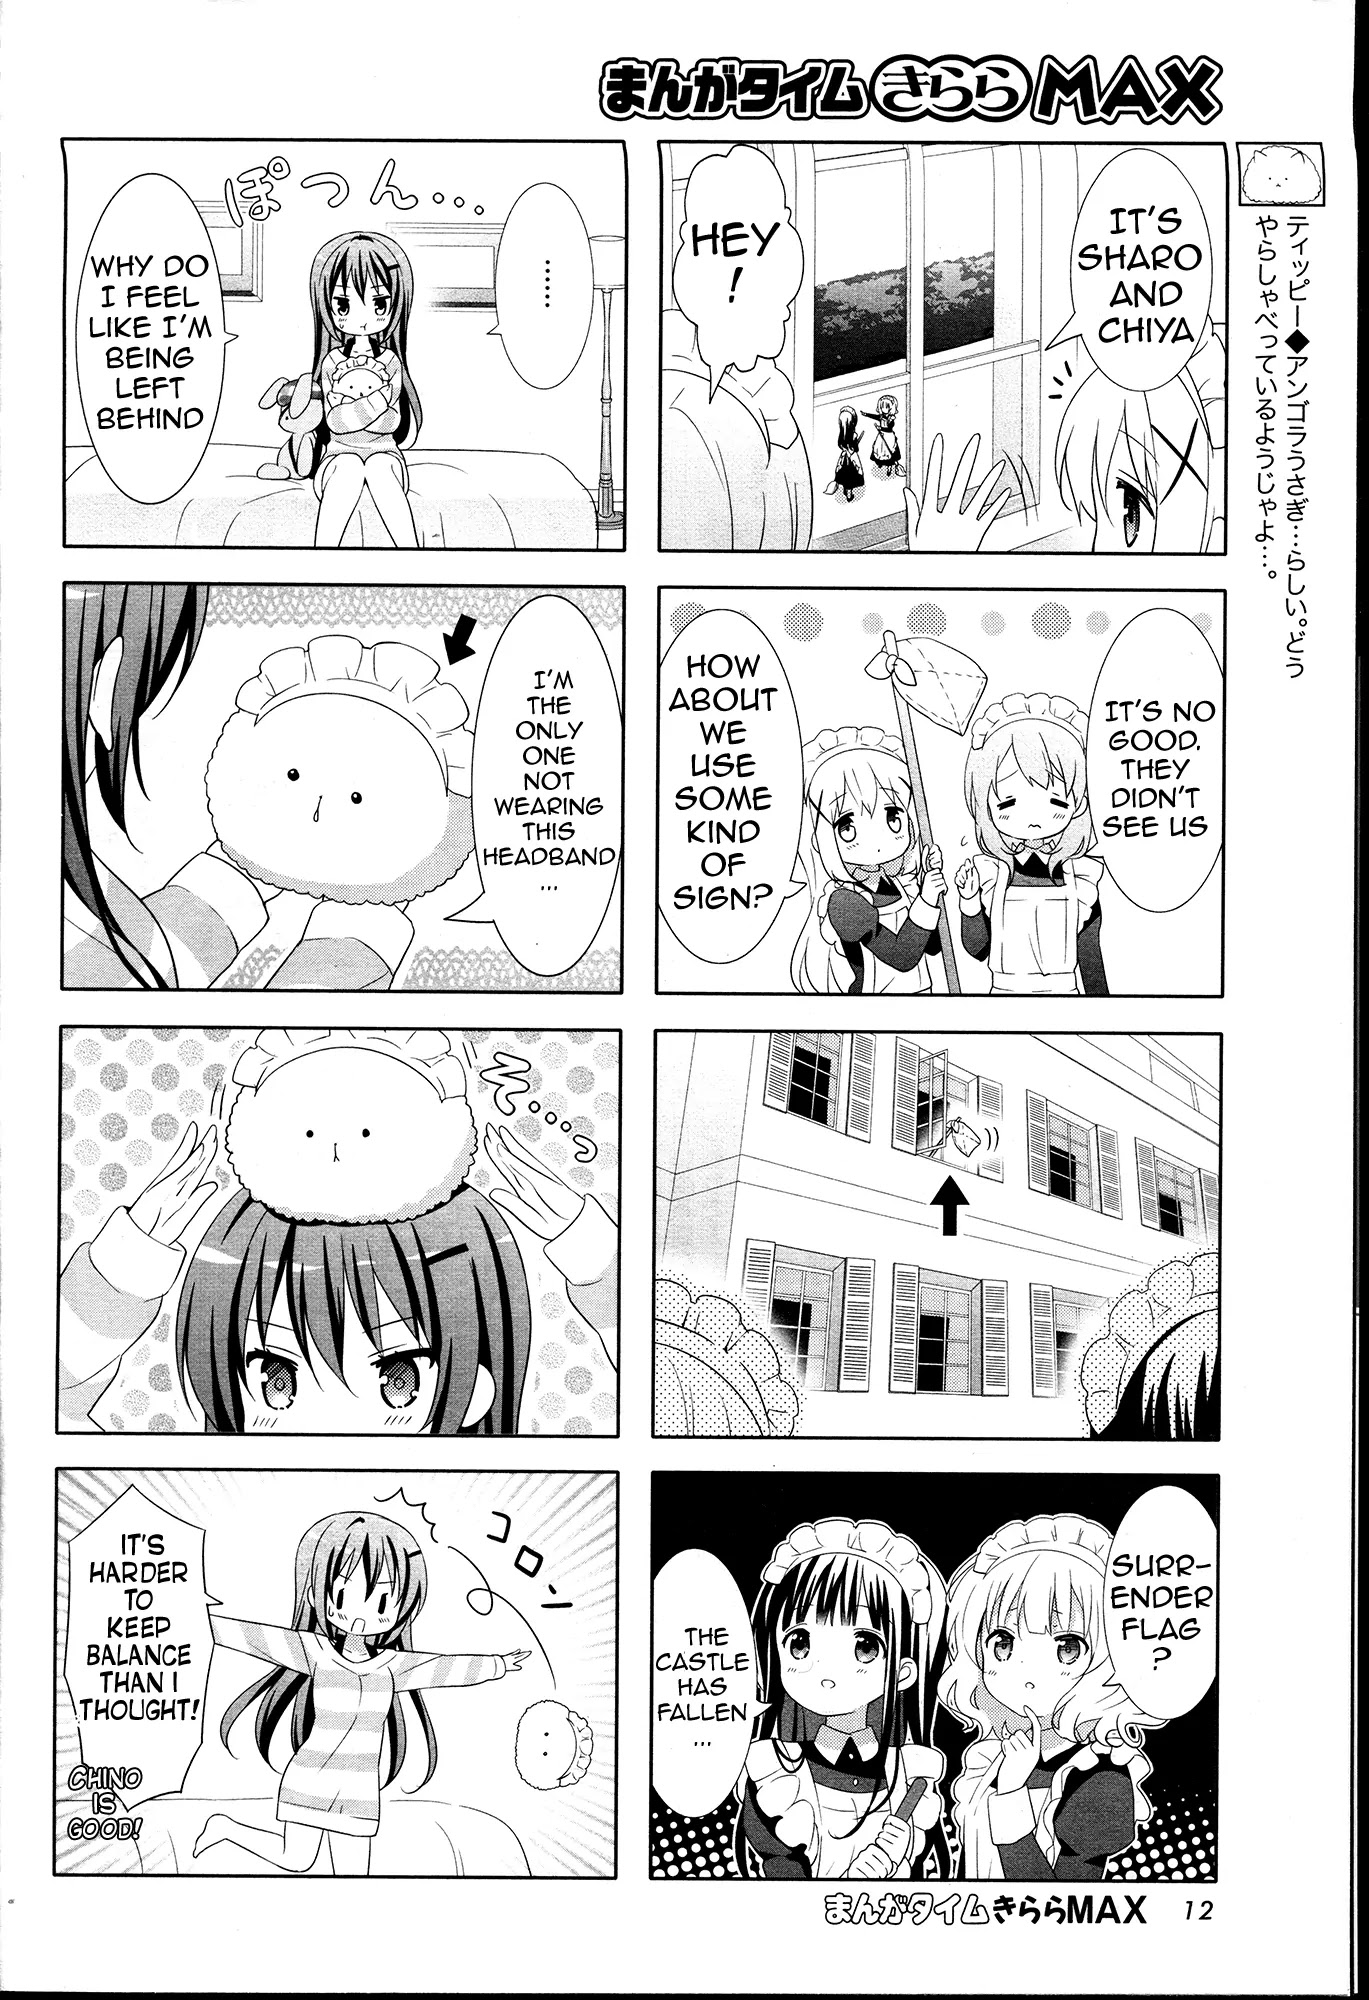 まんがタイムきららMAX
ティッピー◆アンゴラうさぎ…らしい。どう
やらしゃべっているようじゃよ…。
IT'S
SHARO
AND
CHIYA
HEY
!
IT'S NO
GOOD,
THEY
DIDN'T
SEE US
HOW
ABOUT
WE
USE
SOME
KIND
OF
SIGN?
SURR-
ENDER
FLAG
?
THE
CASTLE
HAS
FALLEN
...
………
ぽつん…
WHY DO
I FEEL
LIKE I'M
BEING
LEFT
BEHIND
I'M
THE
ONLY
ONE
NOT
WEARING
THIS
HEADBAND
...
そ…っ
コロン
IT'S
HARDER
TO
KEEP
BALANCE
THAN I
THOUGHT!
CHINO
IS
GOOD!
まんがタイムきららMAX 12